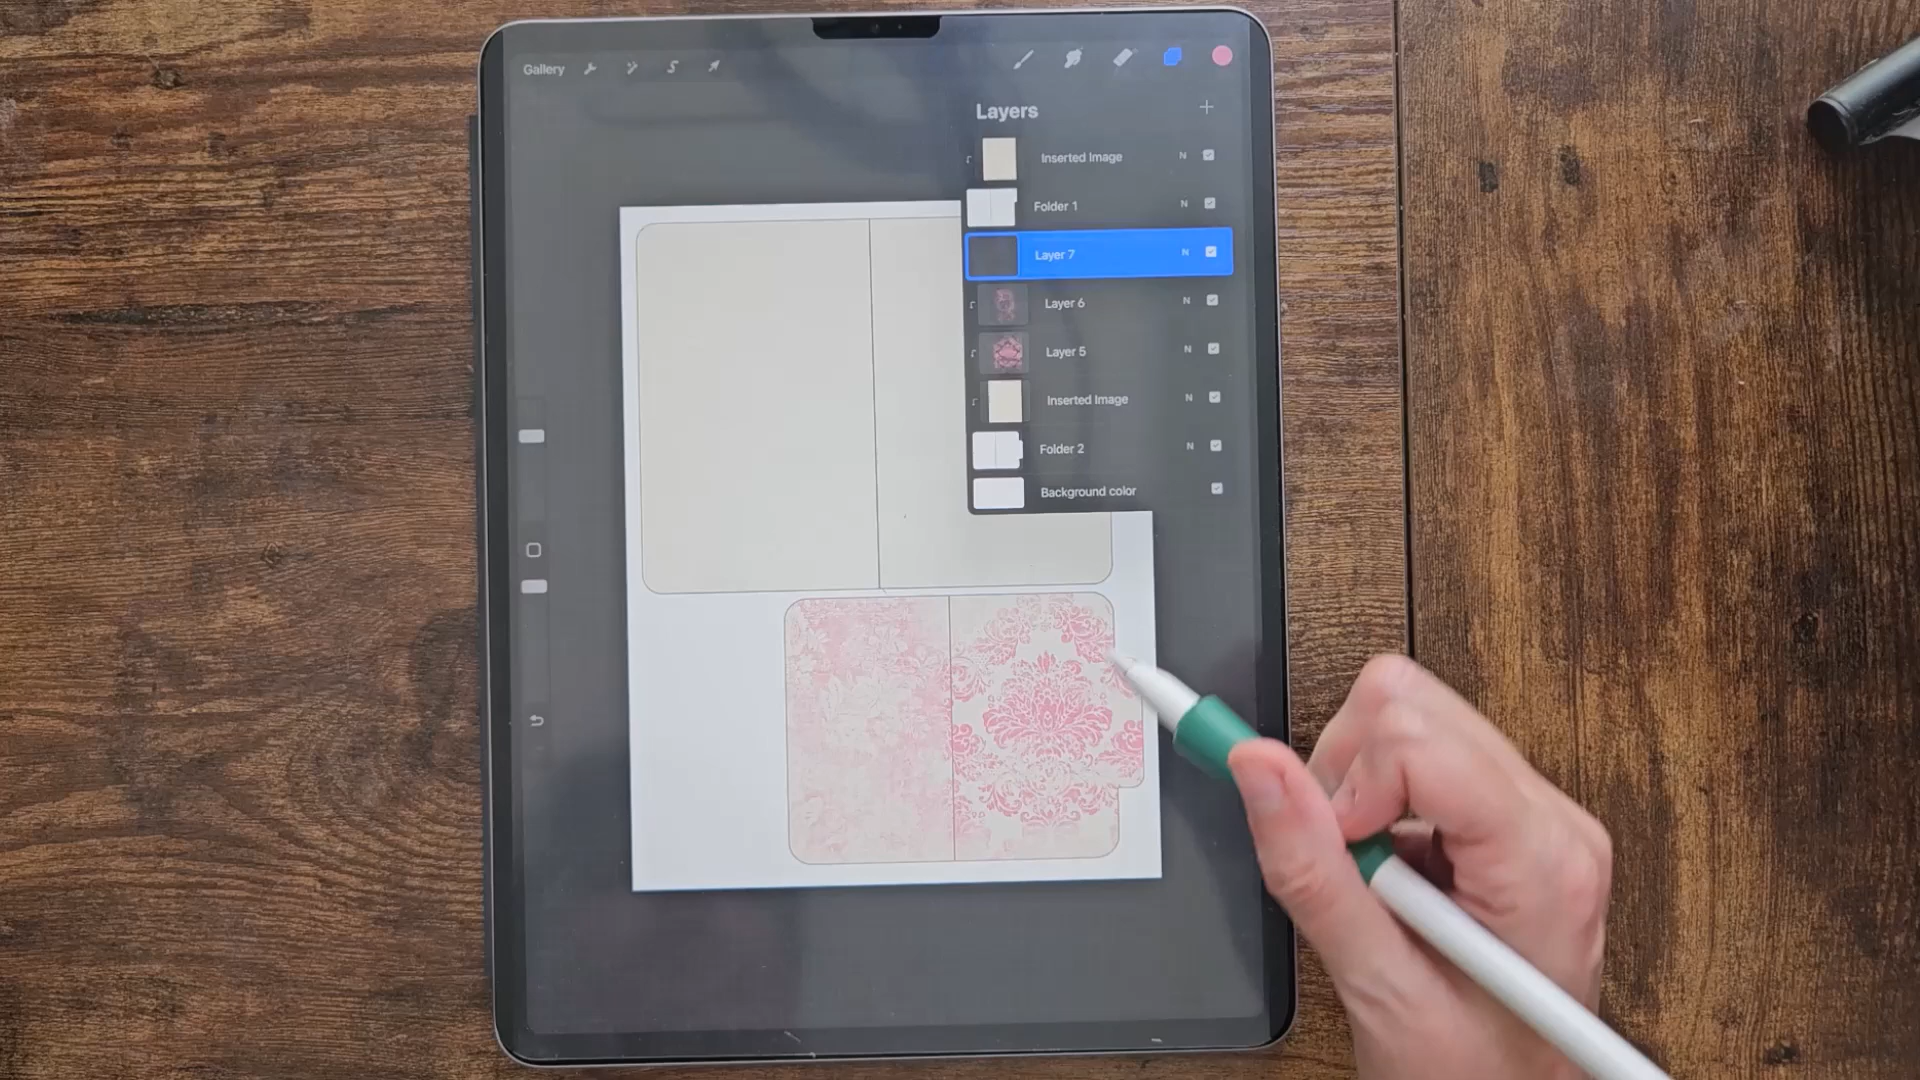 Gallery
Layers
Inserted Image N
Folder 1 N
Layer 7 N
Layer 6 N
Layer 5 N
Inserted Image N
Folder 2 N
Background color